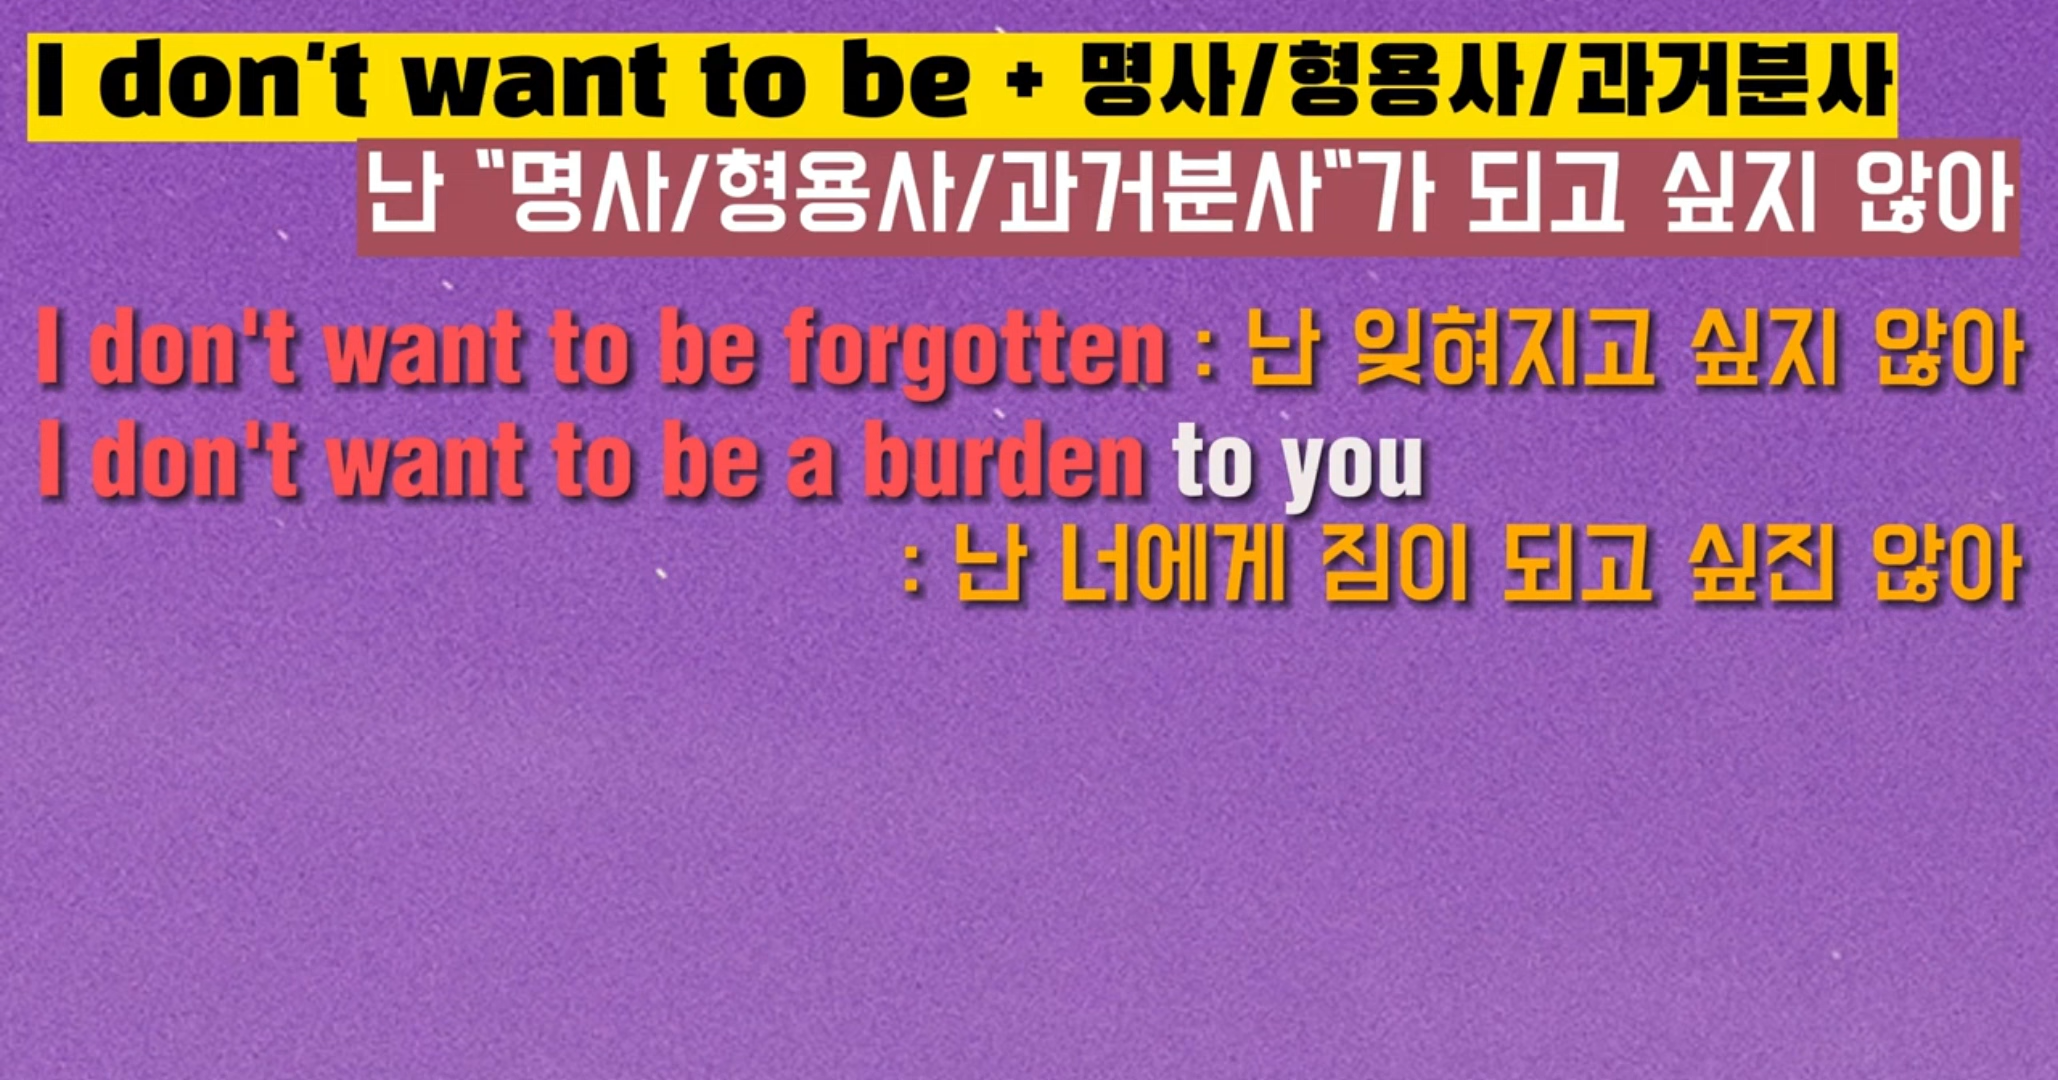 I don't want to be + 명사/형용사/과거분사
난 "명사/형용사/과거분사"가 되고 싶지 않아
I don't want to be forgotten : 난 잊혀지고 싶지 않아
I don't want to be a burden to you
: 난 너에게 짐이 되고 싶진 않아